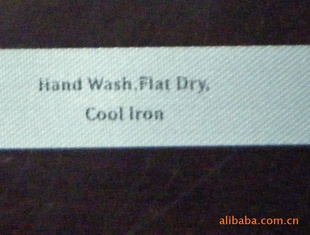 Hand Wash,Flat Dry,
Cool Iron
alibaba.com.cn